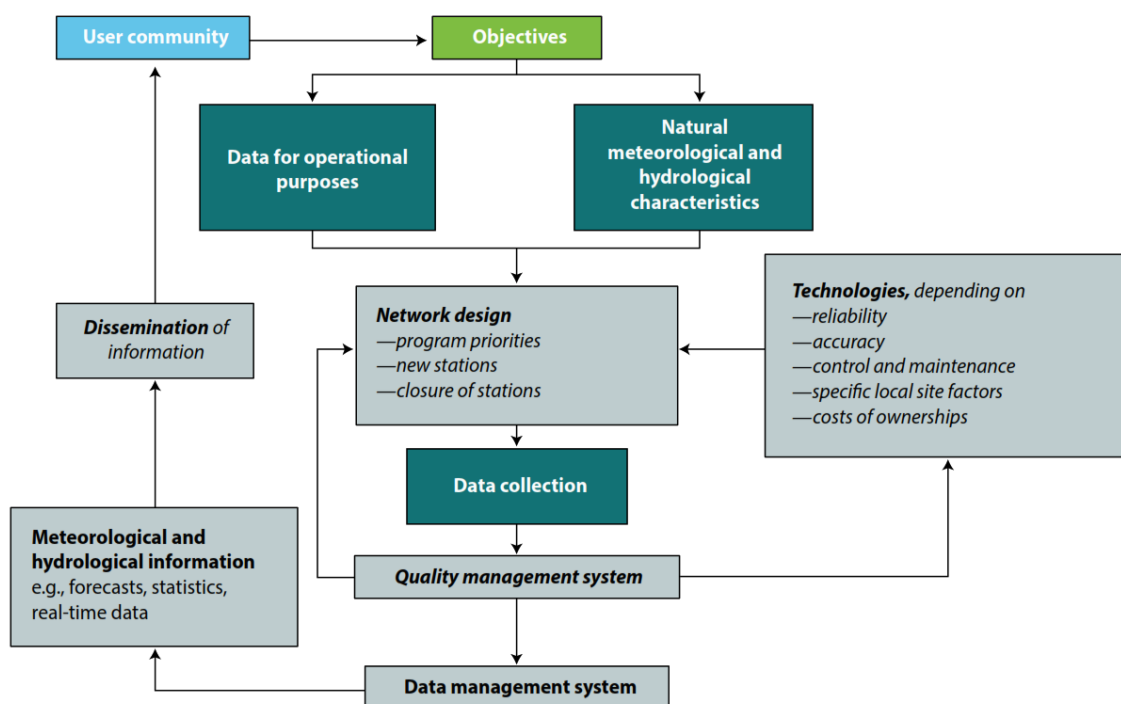 User community
Objectives
Data for operational
purposes
Natural
meteorological and
hydrological
characteristics
Dissemination of
information
Network design
—program priorities
—new stations
—closure of stations
Technologies, depending on
—reliability
—accuracy
—control and maintenance
—specific local site factors
—costs of ownerships
Data collection
Meteorological and
hydrological information
e.g., forecasts, statistics,
real-time data
Quality management system
Data management system